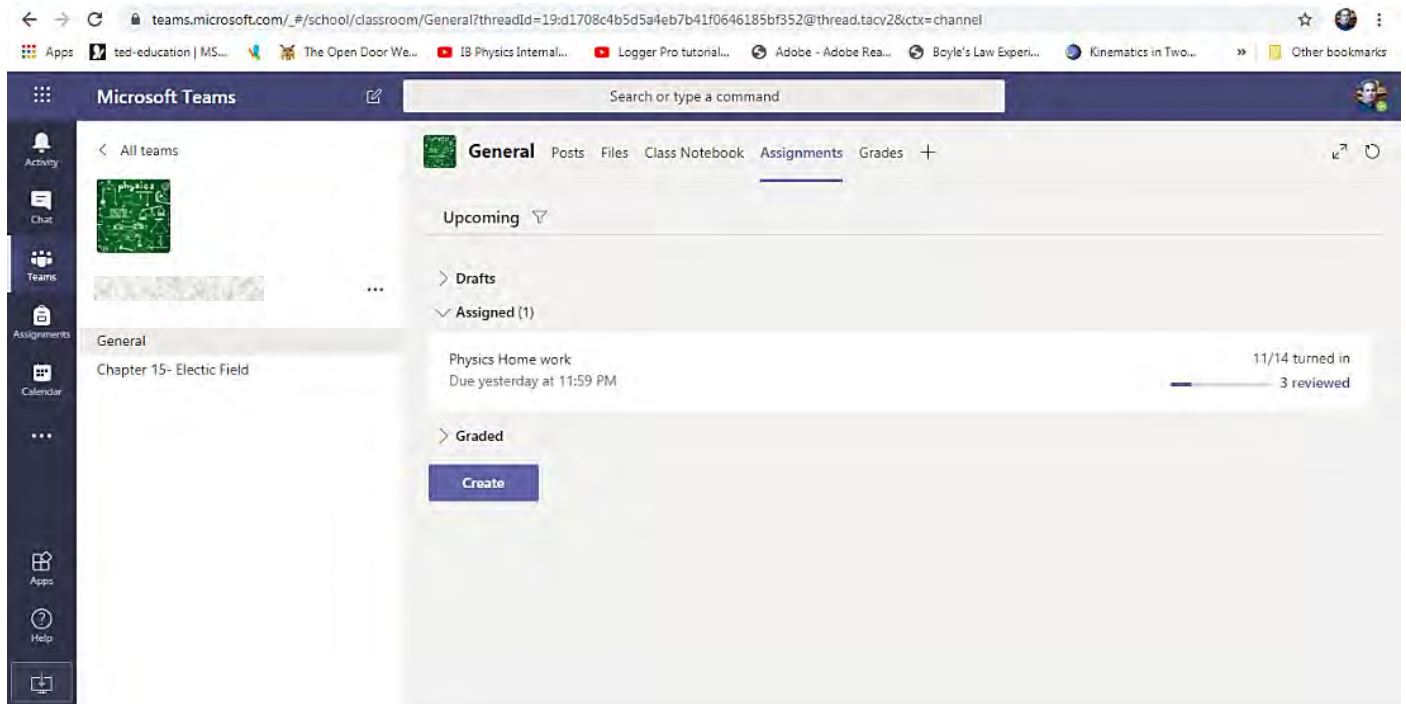 teams.microsoft.com/_#/school/classroom/General?threadId=19:d1708c4b5d5a4eb7b41f0646185bf352@thread.tacv2&ctx=channel
Apps ted-education | MS... The Open Door We... IB Physics Internal... Logger Pro tutorial... Adobe - Adobe Rea... Boyle's Law Experi... Kinematics in Two... » Other bookmarks
Microsoft Teams Search or type a command
Activity
Chat
Teams
Assignments
Calendar
Apps
Help
All teams
physics
General
Chapter 15- Electic Field
General Posts Files Class Notebook Assignments Grades +
Upcoming
Drafts
Assigned (1)
Physics Home work 11/14 turned in
Due yesterday at 11:59 PM 3 reviewed
Graded
Create